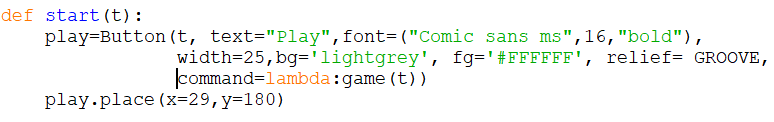 def start(t):
    play=Button(t, text="Play",font=("Comic sans ms",16,"bold"),
                width=25,bg='lightgrey', fg='#FFFFFF', relief= GROOVE,
                command=lambda:game(t))
    play.place(x=29,y=180)